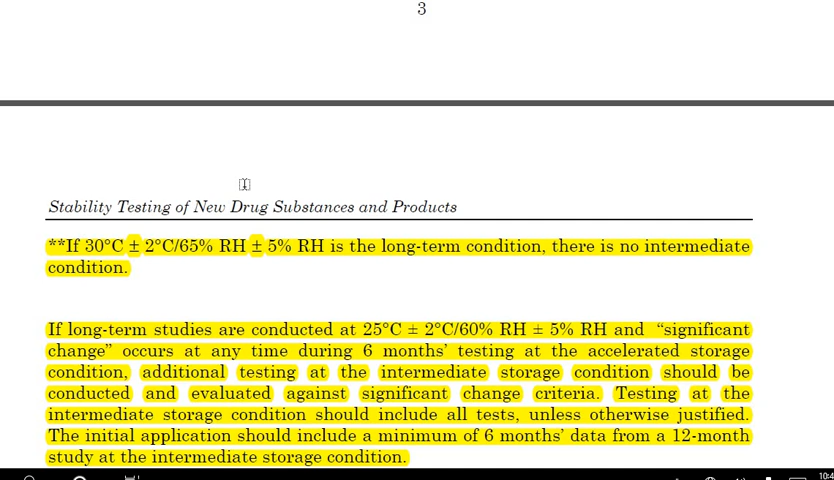 3
Stability Testing of New Drug Substances and Products
**If 30°C ± 2°C/65% RH ± 5% RH is the long-term condition, there is no intermediate
condition.
If long-term studies are conducted at 25°C ± 2°C/60% RH ± 5% RH and “significant
change” occurs at any time during 6 months’ testing at the accelerated storage
condition, additional testing at the intermediate storage condition should be
conducted and evaluated against significant change criteria. Testing at the
intermediate storage condition should include all tests, unless otherwise justified.
The initial application should include a minimum of 6 months’ data from a 12-month
study at the intermediate storage condition.